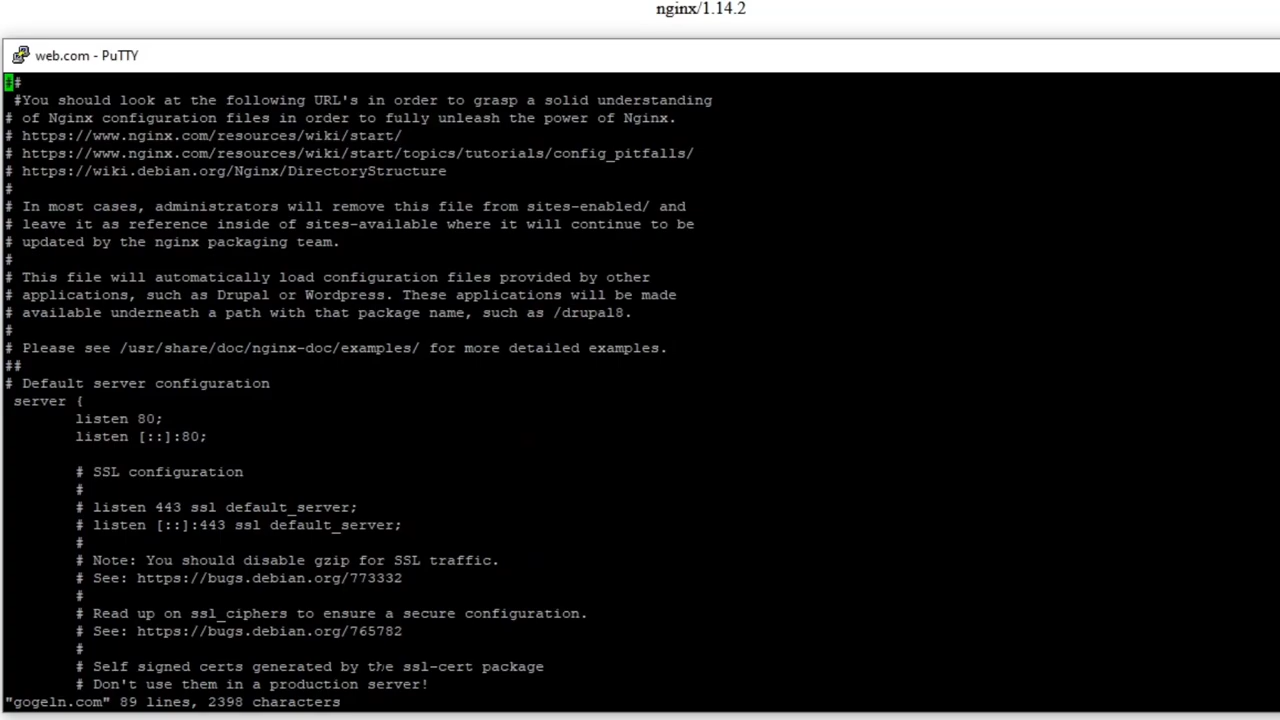 nginx/1.14.2
web.com - PuTTY
##
#You should look at the following URL's in order to grasp a solid understanding
# of Nginx configuration files in order to fully unleash the power of Nginx.
# https://www.nginx.com/resources/wiki/start/
# https://www.nginx.com/resources/wiki/start/topics/tutorials/config_pitfalls/
# https://wiki.debian.org/Nginx/DirectoryStructure
#
# In most cases, administrators will remove this file from sites-enabled/ and
# leave it as reference inside of sites-available where it will continue to be
# updated by the nginx packaging team.
#
# This file will automatically load configuration files provided by other
# applications, such as Drupal or Wordpress. These applications will be made
# available underneath a path with that package name, such as /drupal8.
#
# Please see /usr/share/doc/nginx-doc/examples/ for more detailed examples.
##
# Default server configuration
server {
listen 80;
listen [::]:80;
# SSL configuration
#
# listen 443 ssl default_server;
# listen [::]:443 ssl default_server;
#
# Note: You should disable gzip for SSL traffic.
# See: https://bugs.debian.org/773332
#
# Read up on ssl_ciphers to ensure a secure configuration.
# See: https://bugs.debian.org/765782
#
# Self signed certs generated by the ssl-cert package
# Don't use them in a production server!
"gogeln.com" 89 lines, 2398 characters